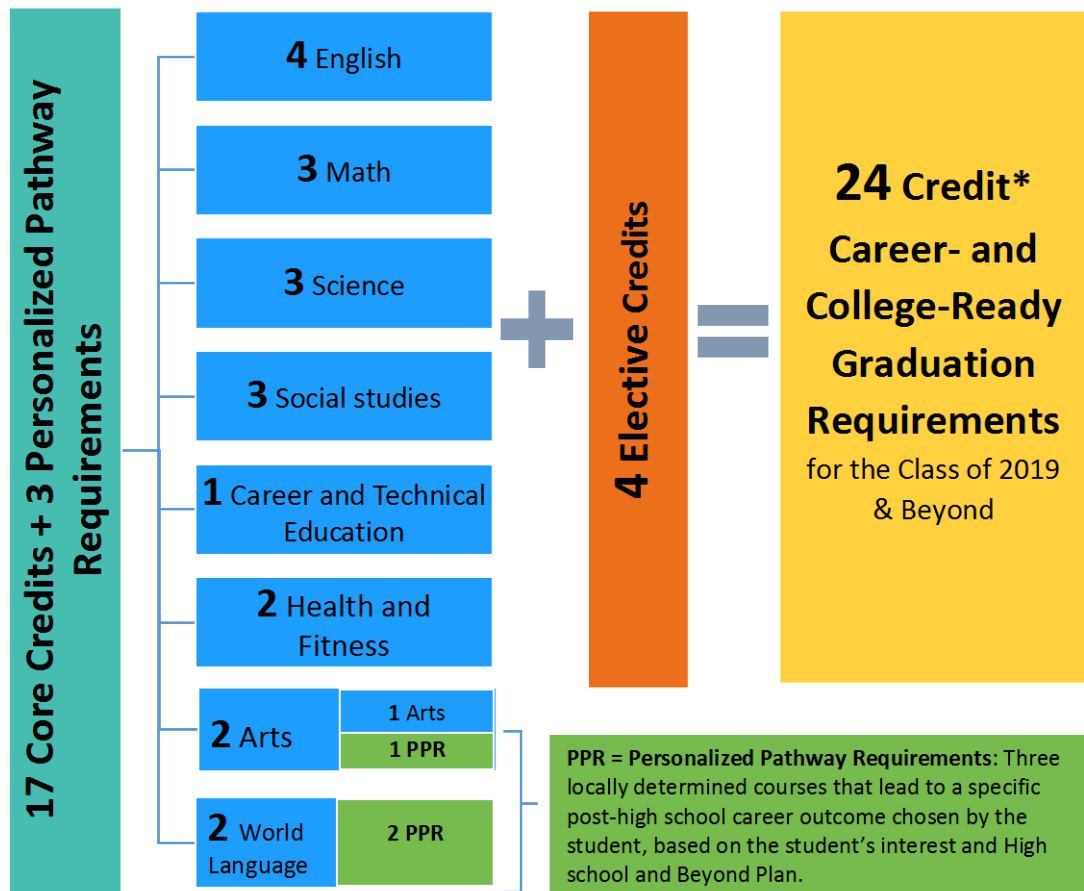 17 Core Credits + 3 Personalized Pathway
Requirements
4 English
3 Math
3 Science
3 Social studies
1 Career and Technical
Education
2 Health and
Fitness
2 Arts
1 Arts
1 PPR
2 World
Language
2 PPR
4 Elective Credits
24 Credit*
Career- and
College-Ready
Graduation
Requirements
for the Class of 2019
& Beyond
PPR = Personalized Pathway Requirements: Three
locally determined courses that lead to a specific
post-high school career outcome chosen by the
student, based on the student’s interest and High
school and Beyond Plan.